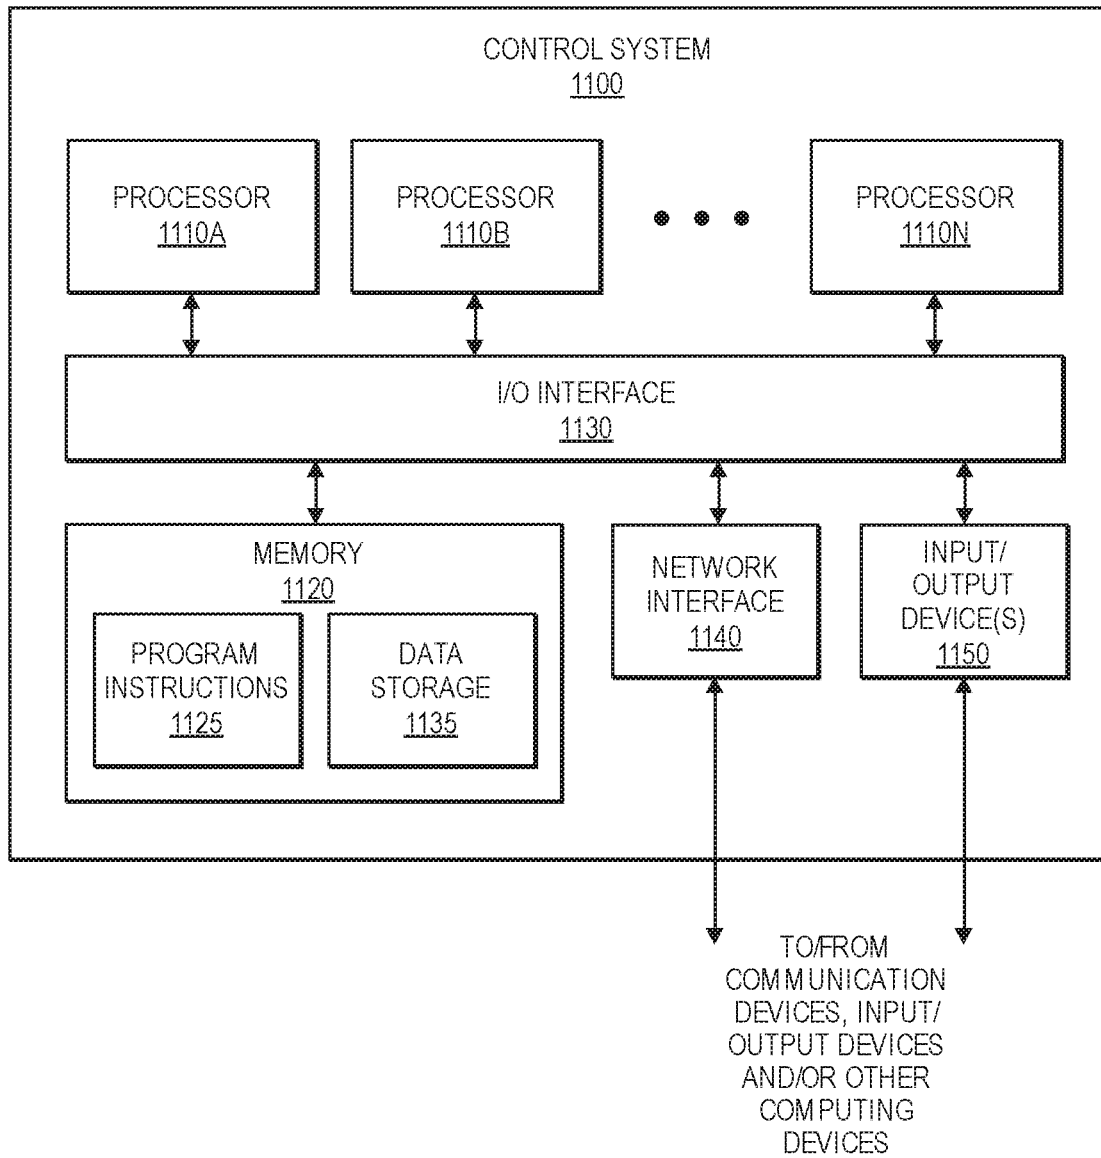 CONTROL SYSTEM
1100
PROCESSOR
1110A
PROCESSOR
1110B
PROCESSOR
1110N
I/O INTERFACE
1130
MEMORY
1120
PROGRAM
INSTRUCTIONS
1125
DATA
STORAGE
1135
NETWORK
INTERFACE
1140
INPUT/
OUTPUT
DEVICE(S)
1150
TO/FROM
COMMUNICATION
DEVICES, INPUT/
OUTPUT DEVICES
AND/OR OTHER
COMPUTING
DEVICES